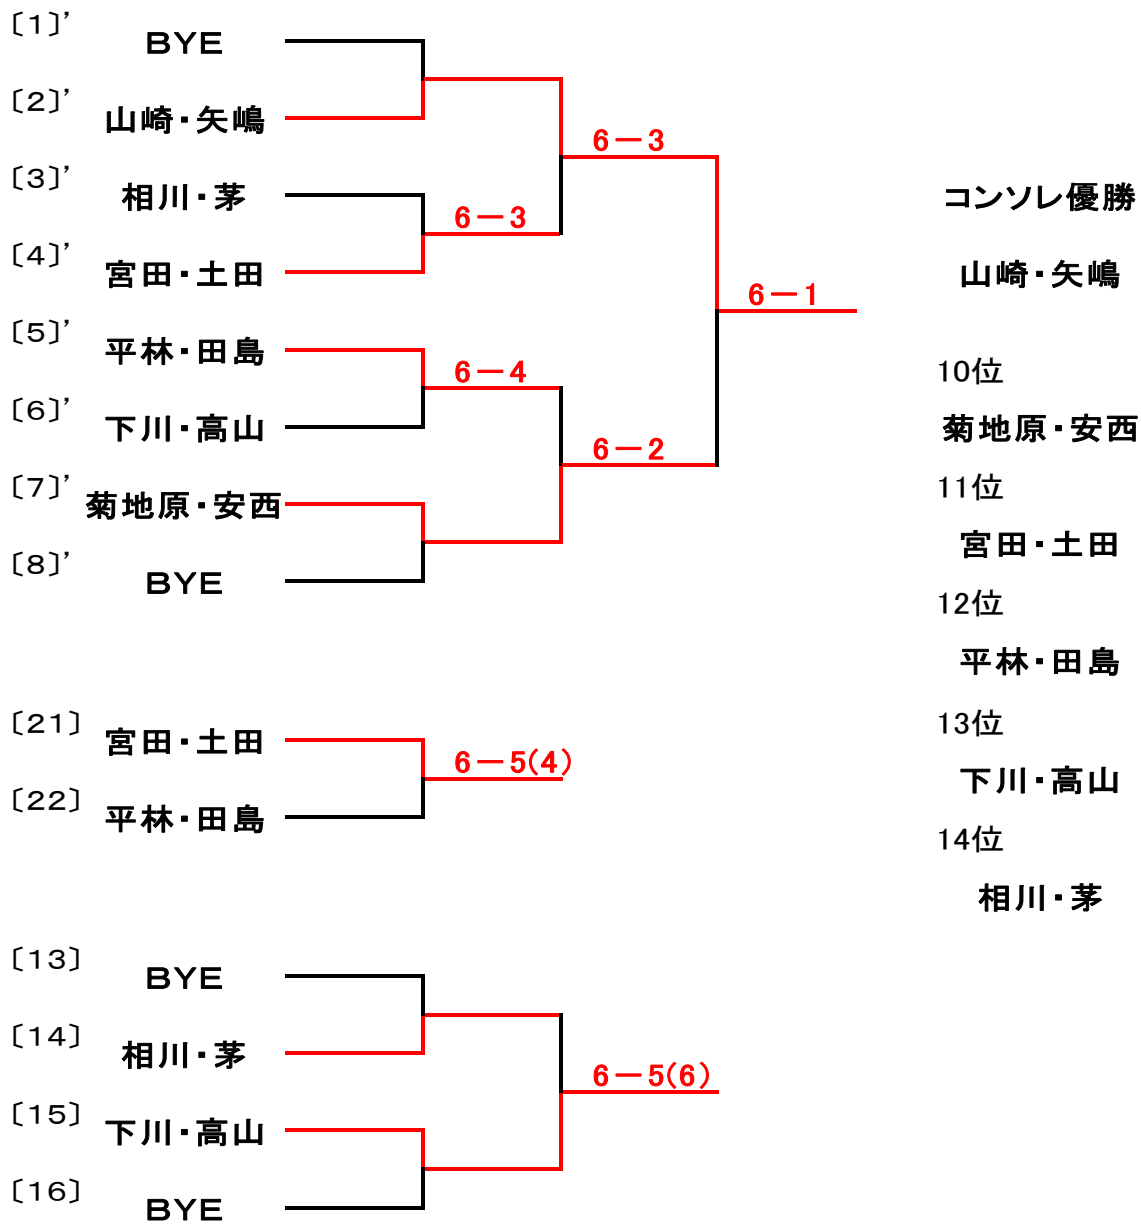 〔1〕’ BYE
〔2〕’ 山崎・矢嶋
6－3
〔3〕’ 相川・茅
コンソレ優勝
6－3
〔4〕’ 宮田・土田
山崎・矢嶋
6－1
〔5〕’ 平林・田島
6－4
10位
〔6〕’ 下川・高山
菊地原・安西
6－2
〔7〕’ 菊地原・安西
11位
宮田・土田
〔8〕’ BYE
12位
平林・田島
〔21〕 宮田・土田
13位
6－5(4)
下川・高山
〔22〕 平林・田島
14位
相川・茅
〔13〕 BYE
〔14〕 相川・茅
6－5(6)
〔15〕 下川・高山
〔16〕 BYE